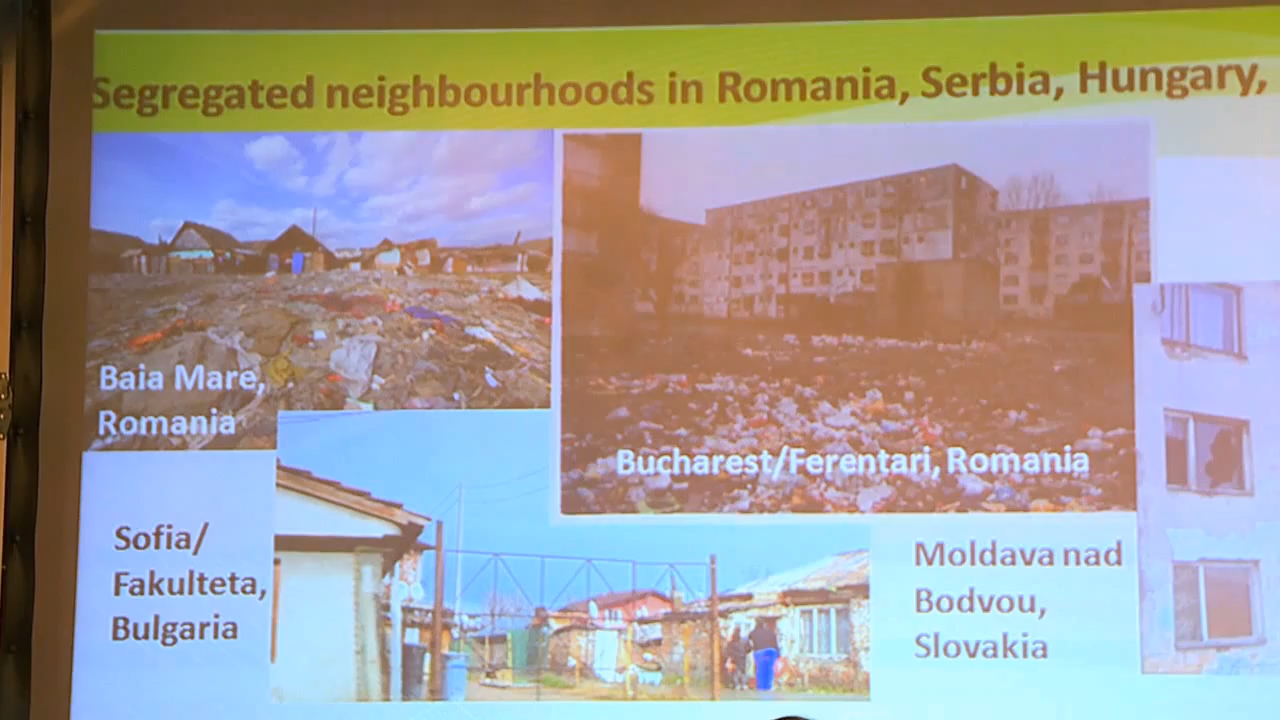 Segregated neighbourhoods in Romania, Serbia, Hungary,
Baia Mare,
Romania
Bucharest/Ferentari, Romania
Sofia/
Fakulteta,
Bulgaria
Moldava nad
Bodvou,
Slovakia